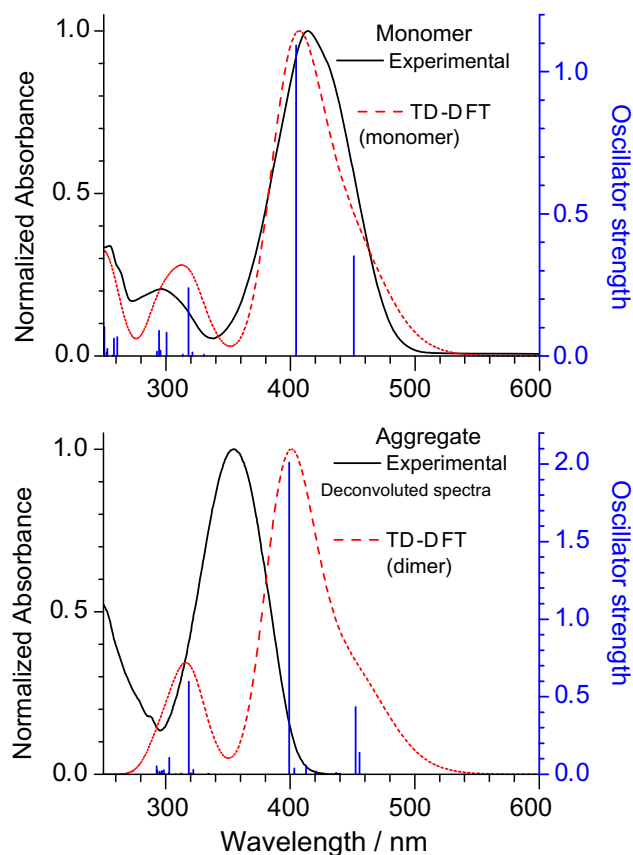 Normalized Absorbance
1.0
0.5
0.0
Monomer
Experimental
TD-DFT
(monomer)
1.0
0.5
0.0
Oscillator strength
300
400
500
600
Normalized Absorbance
1.0
0.5
0.0
Aggregate
Experimental
Deconvoluted spectra
TD-DFT
(dimer)
2.0
1.5
1.0
0.5
0.0
Oscillator strength
300
400
500
600
Wavelength / nm